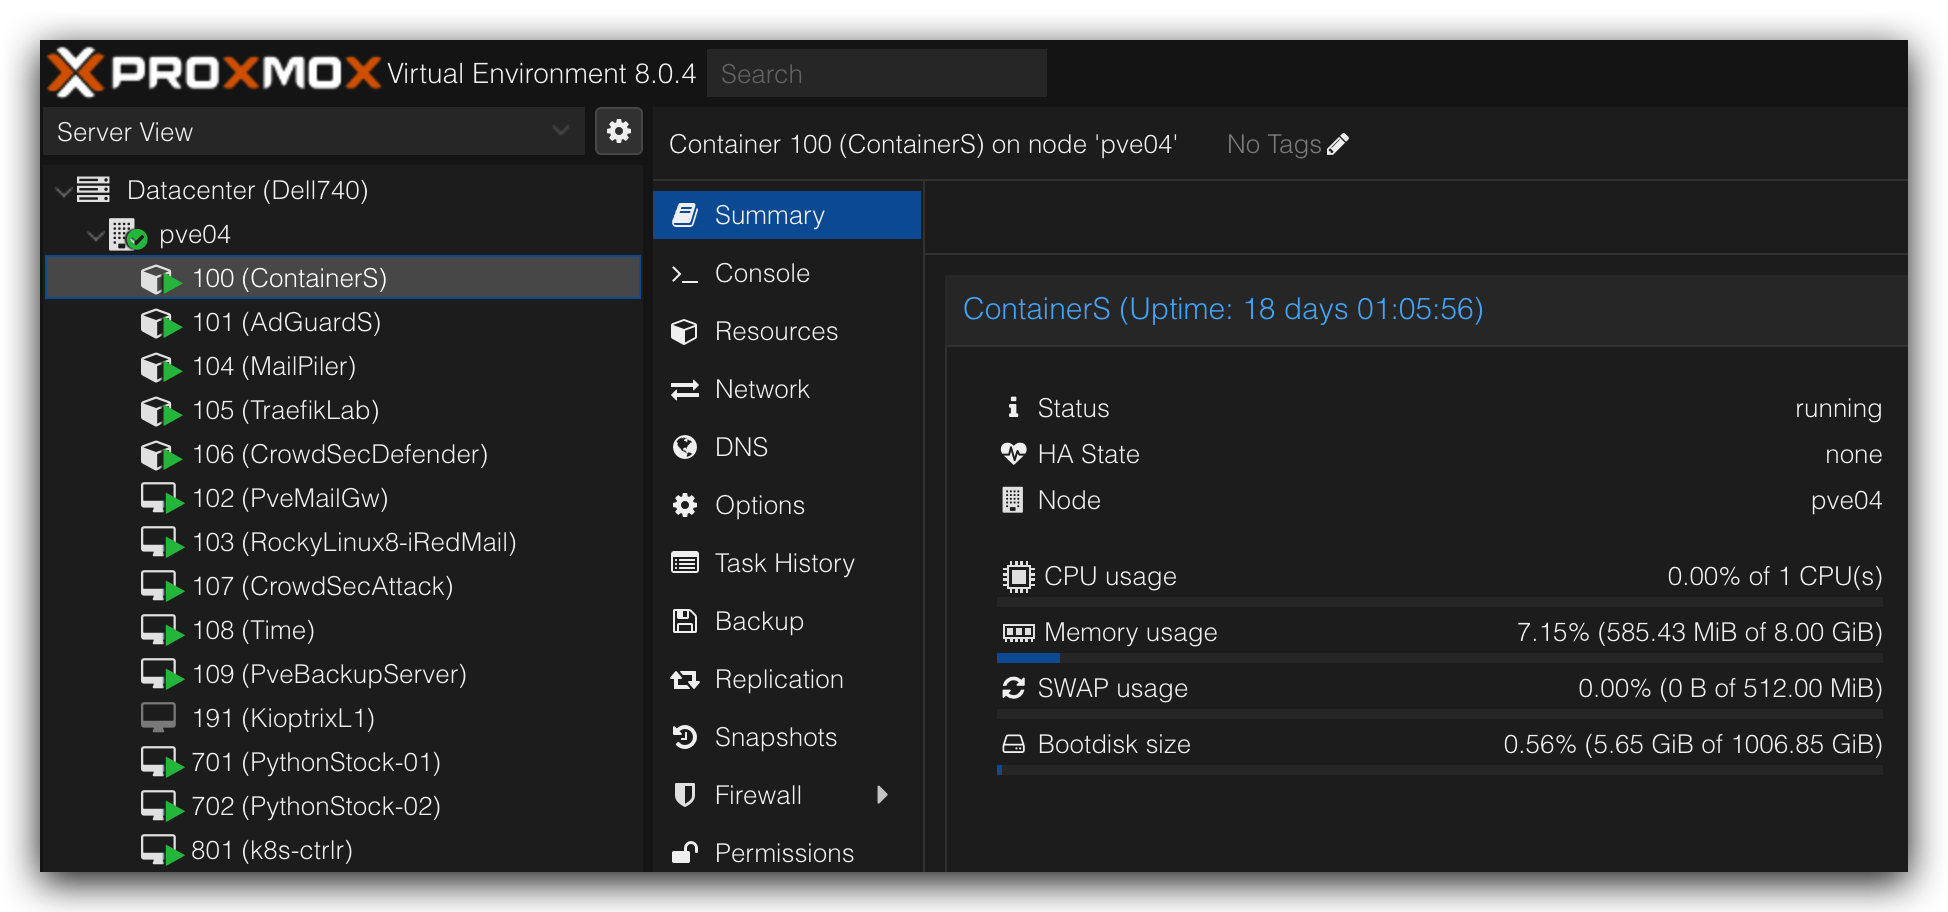 PROXMOX Virtual Environment 8.0.4 Search
Server View
Datacenter (Dell740)
pve04
100 (ContainerS)
101 (AdGuardS)
104 (MailPiler)
105 (TraefikLab)
106 (CrowdSecDefender)
102 (PveMailGw)
103 (RockyLinux8-iRedMail)
107 (CrowdSecAttack)
108 (Time)
109 (PveBackupServer)
191 (KioptrixL1)
701 (PythonStock-01)
702 (PythonStock-02)
801 (k8s-ctrlr)
Container 100 (ContainerS) on node 'pve04' No Tags
Summary
Console
Resources
Network
DNS
Options
Task History
Backup
Replication
Snapshots
Firewall
Permissions
ContainerS (Uptime: 18 days 01:05:56)
Status running
HA State none
Node pve04
CPU usage 0.00% of 1 CPU(s)
Memory usage 7.15% (585.43 MiB of 8.00 GiB)
SWAP usage 0.00% (0 B of 512.00 MiB)
Bootdisk size 0.56% (5.65 GiB of 1006.85 GiB)